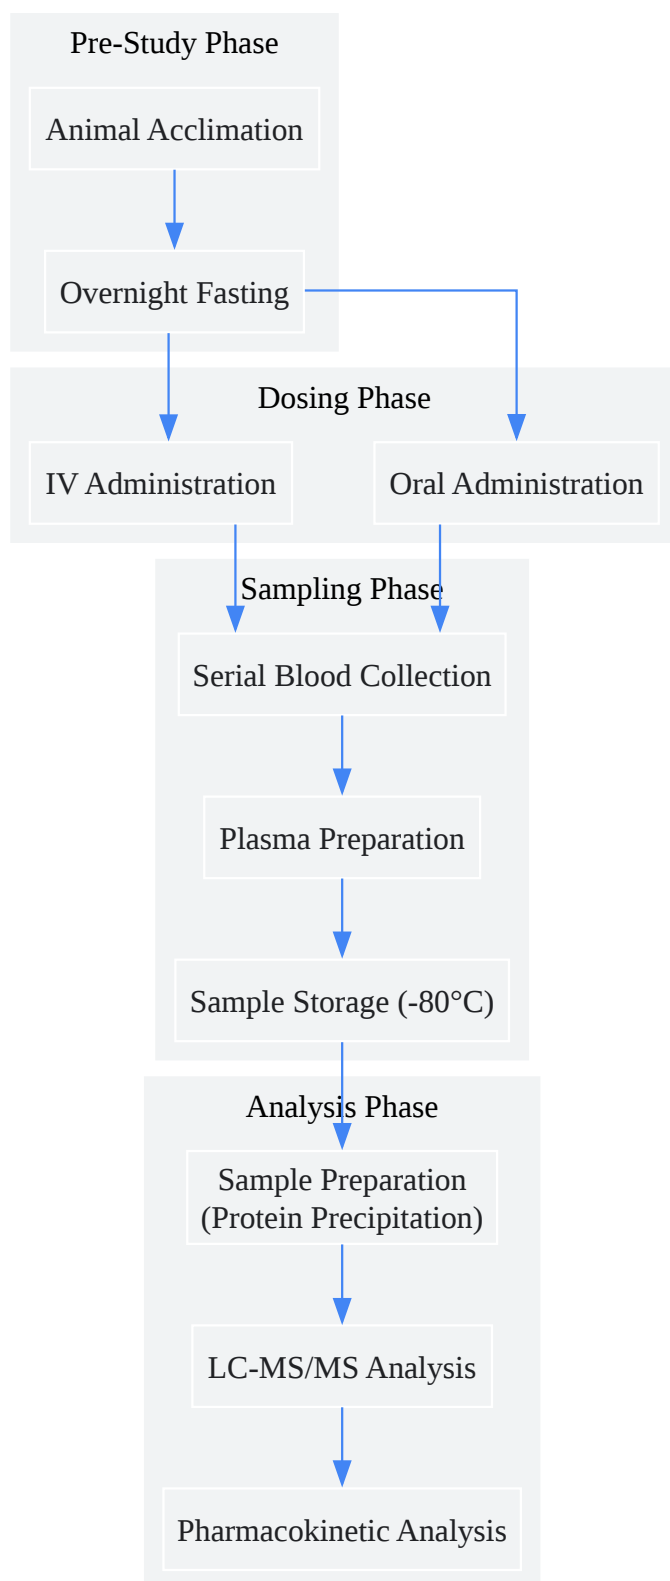 Pre-Study Phase
Animal Acclimation
Overnight Fasting
Dosing Phase
IV Administration
Oral Administration
Sampling Phase
Serial Blood Collection
Plasma Preparation
Sample Storage (-80°C)
Analysis Phase
Sample Preparation
(Protein Precipitation)
LC-MS/MS Analysis
Pharmacokinetic Analysis